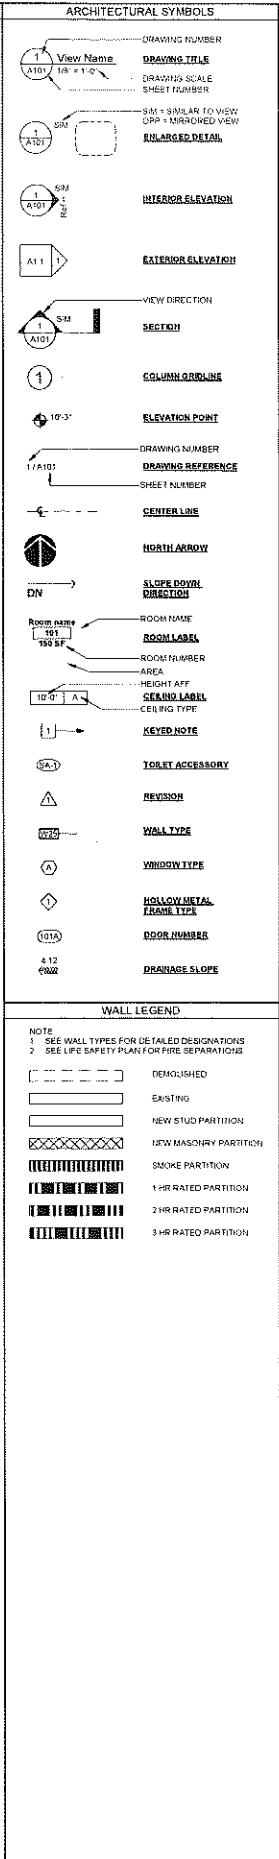 ARCHITECTURAL SYMBOLS
DRAWING NUMBER
1
View Name
DRAWING TITLE
A101
1/8" = 1'-0"
DRAWING SCALE
SHEET NUMBER
SIM = SIMILAR TO VIEW
OPP = MIRRORED VIEW
1
SIM
A101
ENLARGED DETAIL
SIM
1
A101
Ref
INTERIOR ELEVATION
A1 1
1
EXTERIOR ELEVATION
VIEW DIRECTION
SIM
1
A101
SECTION
1
COLUMN GRIDLINE
10'-3"
ELEVATION POINT
DRAWING NUMBER
1 / A101
DRAWING REFERENCE
SHEET NUMBER
CENTER LINE
NORTH ARROW
DN
SLOPE DOWN
DIRECTION
Room name
ROOM NAME
101
ROOM LABEL
150 SF
ROOM NUMBER
AREA
HEIGHT AFF
10'-0" A
CEILING LABEL
CEILING TYPE
1
KEYED NOTE
SA-1
TOILET ACCESSORY
1
REVISION
WALL TYPE
A
WINDOW TYPE
1
HOLLOW METAL
FRAME TYPE
101A
DOOR NUMBER
4 12
DRAINAGE SLOPE
WALL LEGEND
NOTE
1 SEE WALL TYPES FOR DETAILED DESIGNATIONS
2 SEE LIFE SAFETY PLAN FOR FIRE SEPARATIONS
DEMOLISHED
EXISTING
NEW STUD PARTITION
NEW MASONRY PARTITION
SMOKE PARTITION
1 HR RATED PARTITION
2 HR RATED PARTITION
3 HR RATED PARTITION